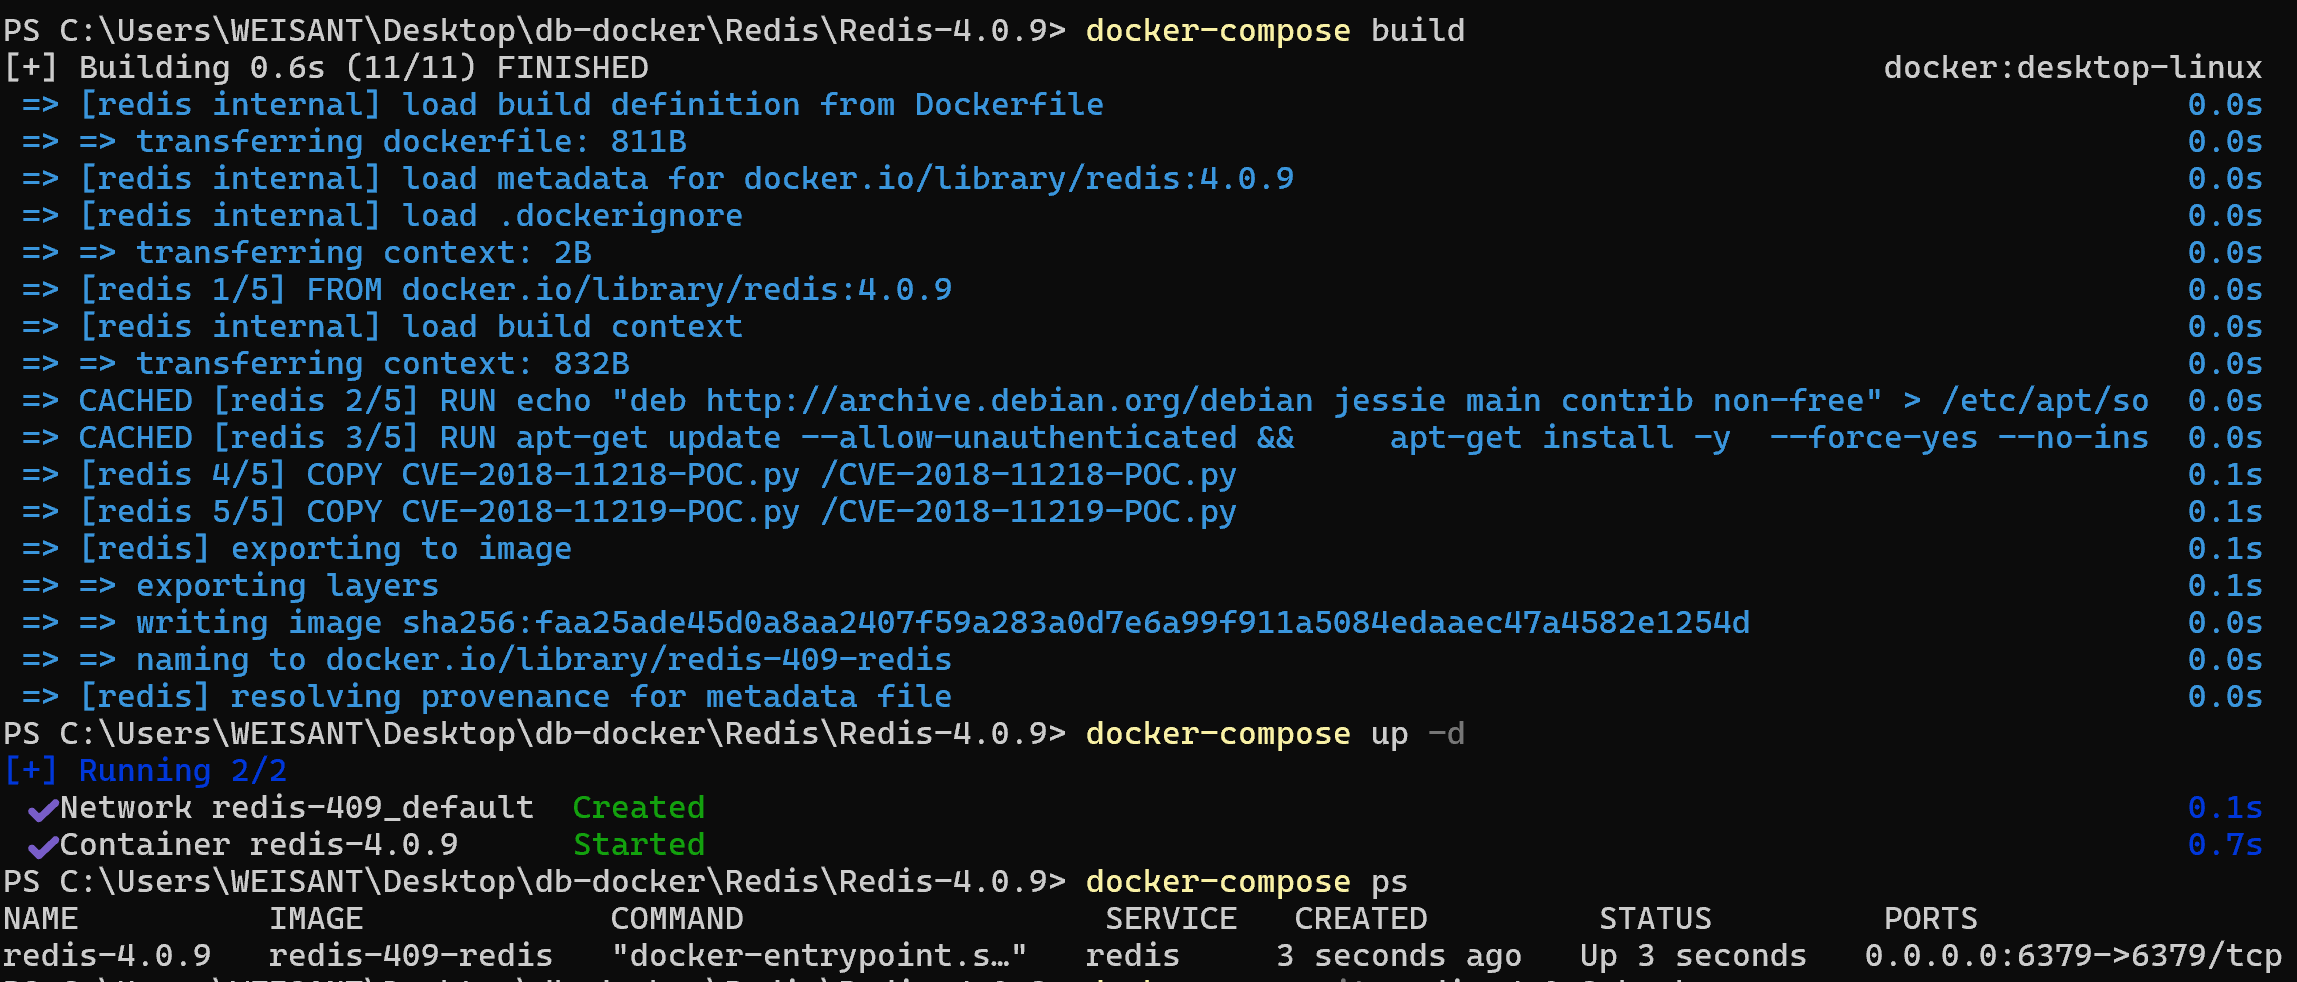 PS C:\Users\WEISANT\Desktop\db-docker\Redis\Redis-4.0.9> docker-compose build
[+] Building 0.6s (11/11) FINISHED docker:desktop-linux
=> [redis internal] load build definition from Dockerfile 0.0s
=> => transferring dockerfile: 811B 0.0s
=> [redis internal] load metadata for docker.io/library/redis:4.0.9 0.0s
=> [redis internal] load .dockerignore 0.0s
=> => transferring context: 2B 0.0s
=> [redis 1/5] FROM docker.io/library/redis:4.0.9 0.0s
=> [redis internal] load build context 0.0s
=> => transferring context: 832B 0.0s
=> CACHED [redis 2/5] RUN echo "deb http://archive.debian.org/debian jessie main contrib non-free" > /etc/apt/so 0.0s
=> CACHED [redis 3/5] RUN apt-get update --allow-unauthenticated &&     apt-get install -y  --force-yes --no-ins 0.0s
=> [redis 4/5] COPY CVE-2018-11218-POC.py /CVE-2018-11218-POC.py 0.1s
=> [redis 5/5] COPY CVE-2018-11219-POC.py /CVE-2018-11219-POC.py 0.1s
=> [redis] exporting to image 0.1s
=> => exporting layers 0.1s
=> => writing image sha256:faa25ade45d0a8aa2407f59a283a0d7e6a99f911a5084edaaec47a4582e1254d 0.0s
=> => naming to docker.io/library/redis-409-redis 0.0s
=> [redis] resolving provenance for metadata file 0.0s
PS C:\Users\WEISANT\Desktop\db-docker\Redis\Redis-4.0.9> docker-compose up -d
[+] Running 2/2
✔Network redis-409_default  Created 0.1s
✔Container redis-4.0.9      Started 0.7s
PS C:\Users\WEISANT\Desktop\db-docker\Redis\Redis-4.0.9> docker-compose ps
NAME IMAGE COMMAND SERVICE CREATED STATUS PORTS
redis-4.0.9 redis-409-redis "docker-entrypoint.s…" redis 3 seconds ago Up 3 seconds 0.0.0.0:6379->6379/tcp